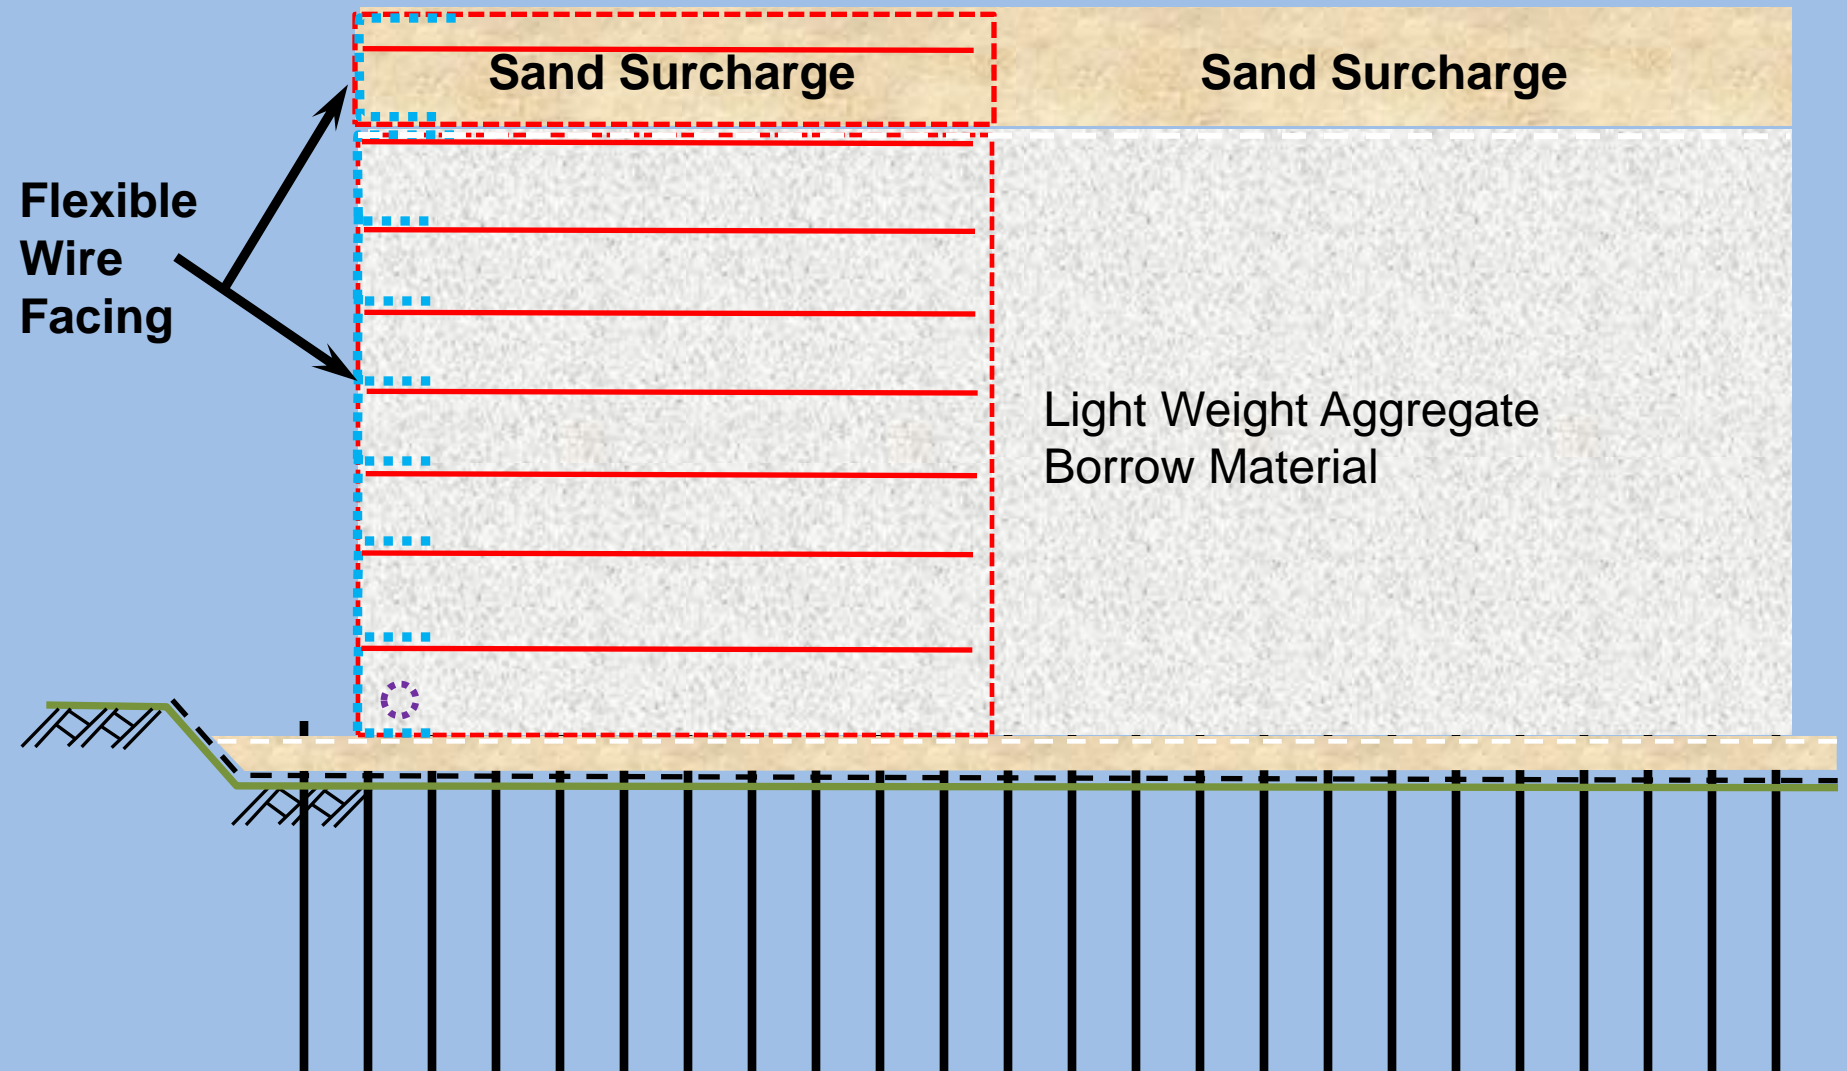 Sand Surcharge
Sand Surcharge
Flexible
Wire
Facing
Light Weight Aggregate
Borrow Material